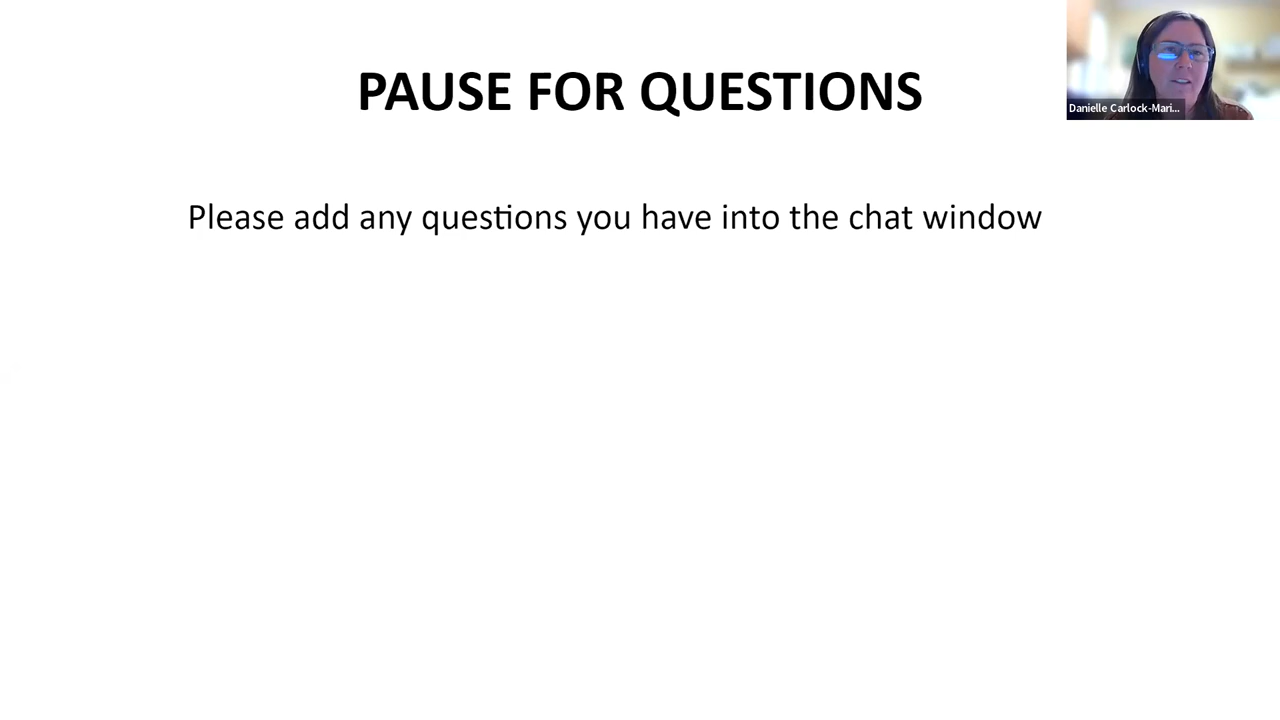 PAUSE FOR QUESTIONS
Danielle Carlock-Mari...
Please add any questions you have into the chat window